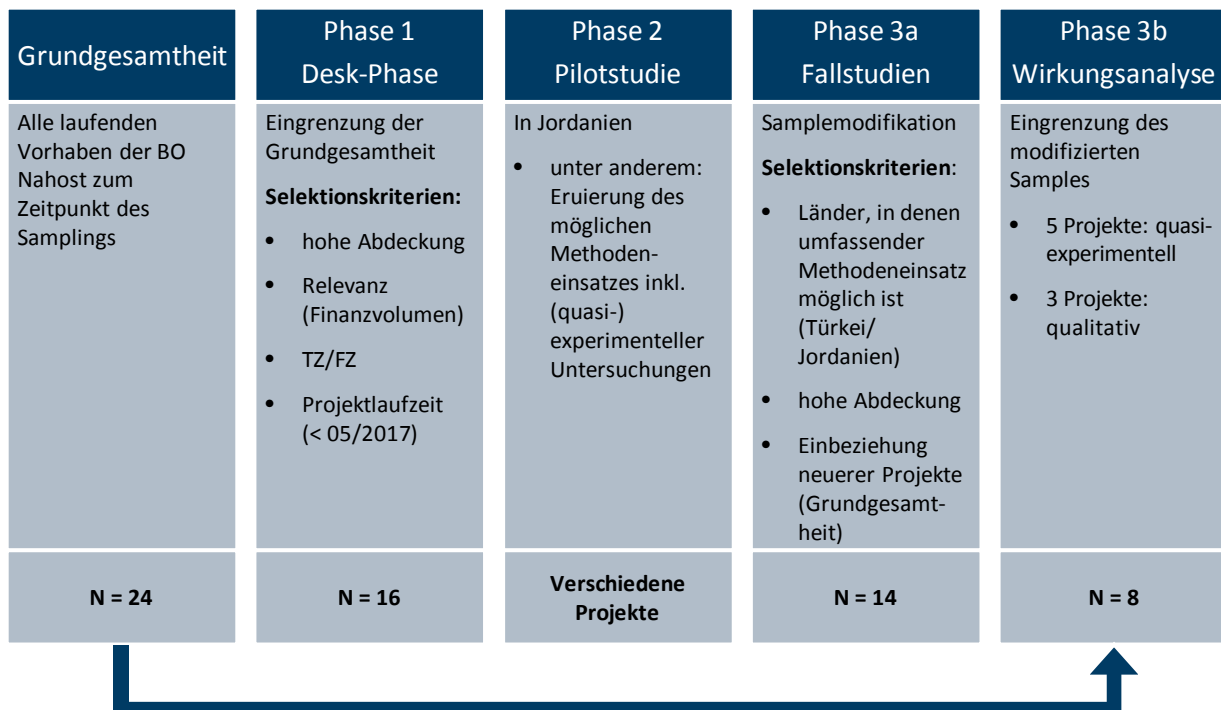 Grundgesamtheit
Alle laufenden
Vorhaben der BO
Nahost zum
Zeitpunkt des
Samplings
N = 24
Phase 1
Desk-Phase
Eingrenzung der
Grundgesamtheit
Selektionskriterien:
• hohe Abdeckung
• Relevanz
(Finanzvolumen)
• TZ/FZ
• Projektlaufzeit
(< 05/2017)
N = 16
Phase 2
Pilotstudie
In Jordanien
• unter anderem:
Eruierung des
möglichen
Methoden-
einsatzes inkl.
(quasi-)
experimenteller
Untersuchungen
Verschiedene
Projekte
Phase 3a
Fallstudien
Samplemodifikation
Selektionskriterien:
• Länder, in denen
umfassender
Methodeneinsatz
möglich ist
(Türkei/
Jordanien)
• hohe Abdeckung
• Einbeziehung
neuerer Projekte
(Grundgesamt-
heit)
N = 14
Phase 3b
Wirkungsanalyse
Eingrenzung des
modifizierten
Samples
• 5 Projekte: quasi-
experimentell
• 3 Projekte:
qualitativ
N = 8